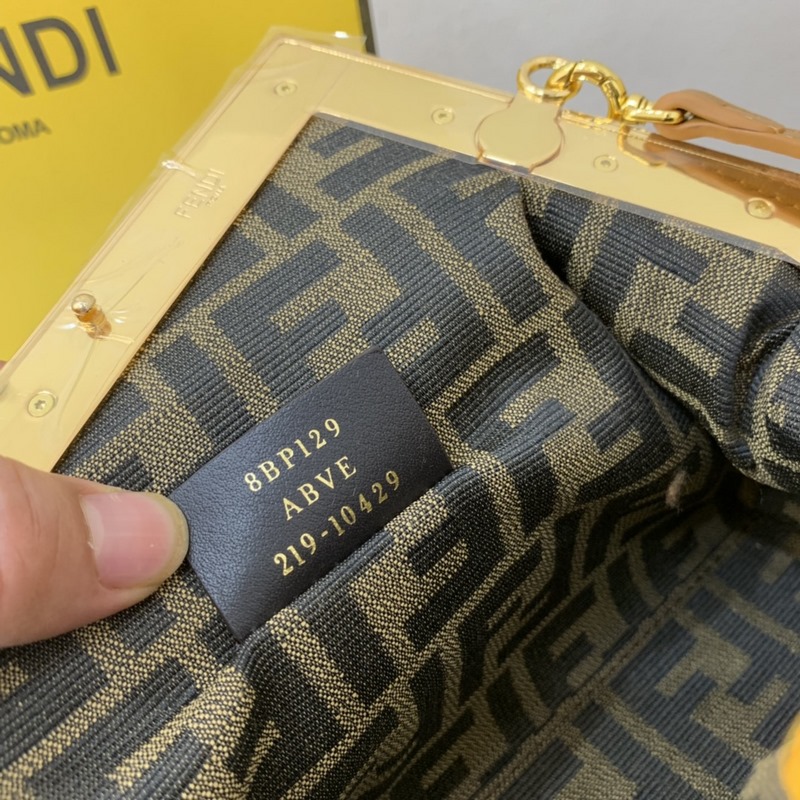 NDI
OMA
FENDI
8BP129
ABVE
219-10429